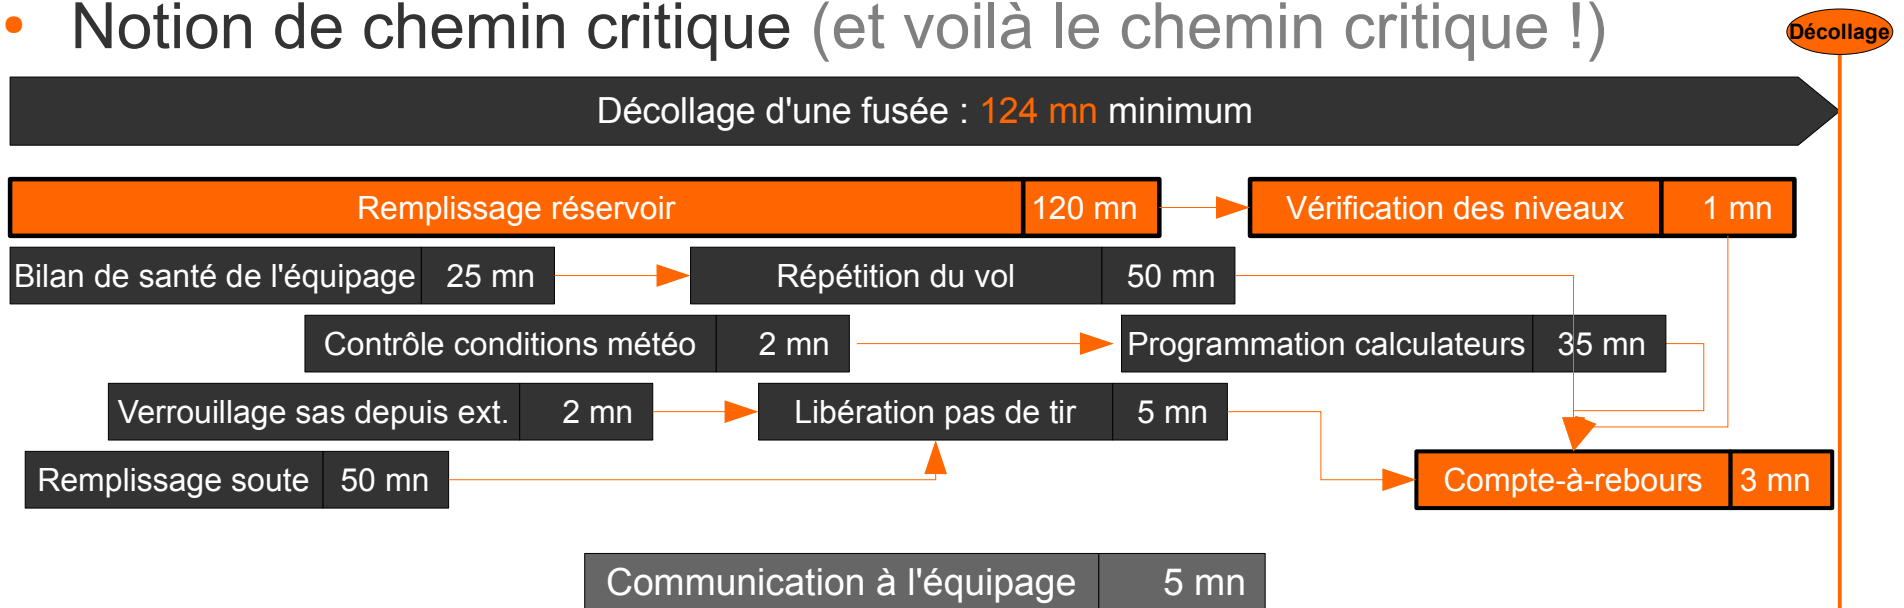 • Notion de chemin critique (et voilà le chemin critique !)
Décollage
Décollage d'une fusée : 124 mn minimum
Remplissage réservoir 120 mn
Vérification des niveaux 1 mn
Bilan de santé de l'équipage 25 mn
Répétition du vol 50 mn
Contrôle conditions météo 2 mn
Programmation calculateurs 35 mn
Verrouillage sas depuis ext. 2 mn
Libération pas de tir 5 mn
Remplissage soute 50 mn
Compte-à-rebours 3 mn
Communication à l'équipage 5 mn